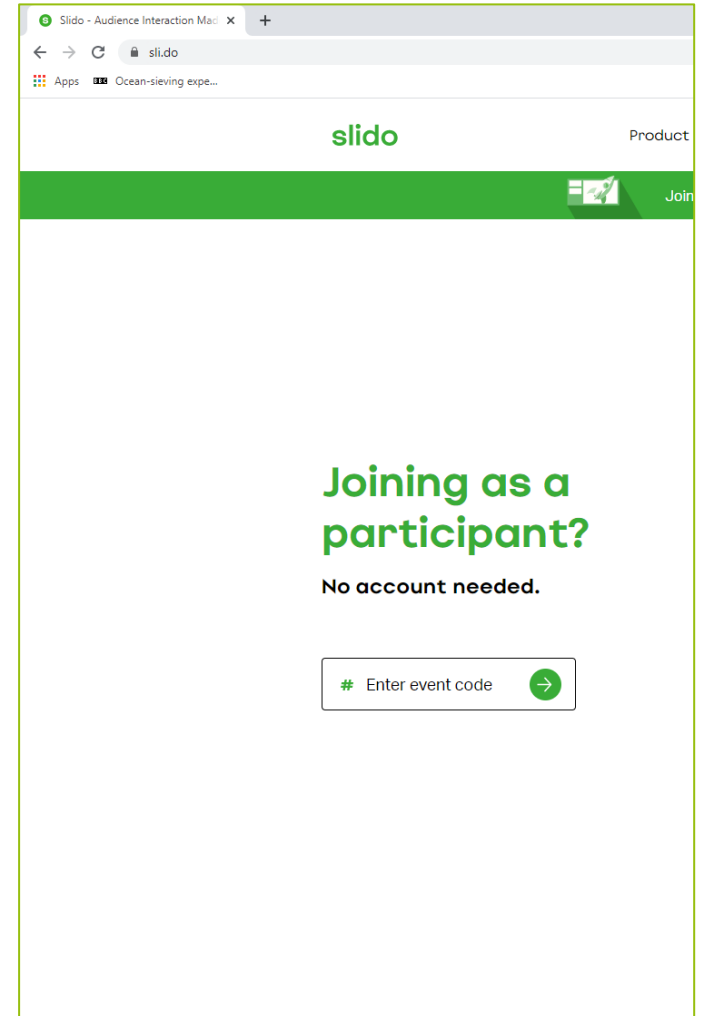 S Slido - Audience Interaction Mad
sli.do
Apps BBC Ocean-sieving expe...
slido Product
Join
Joining as a
participant?
No account needed.
# Enter event code